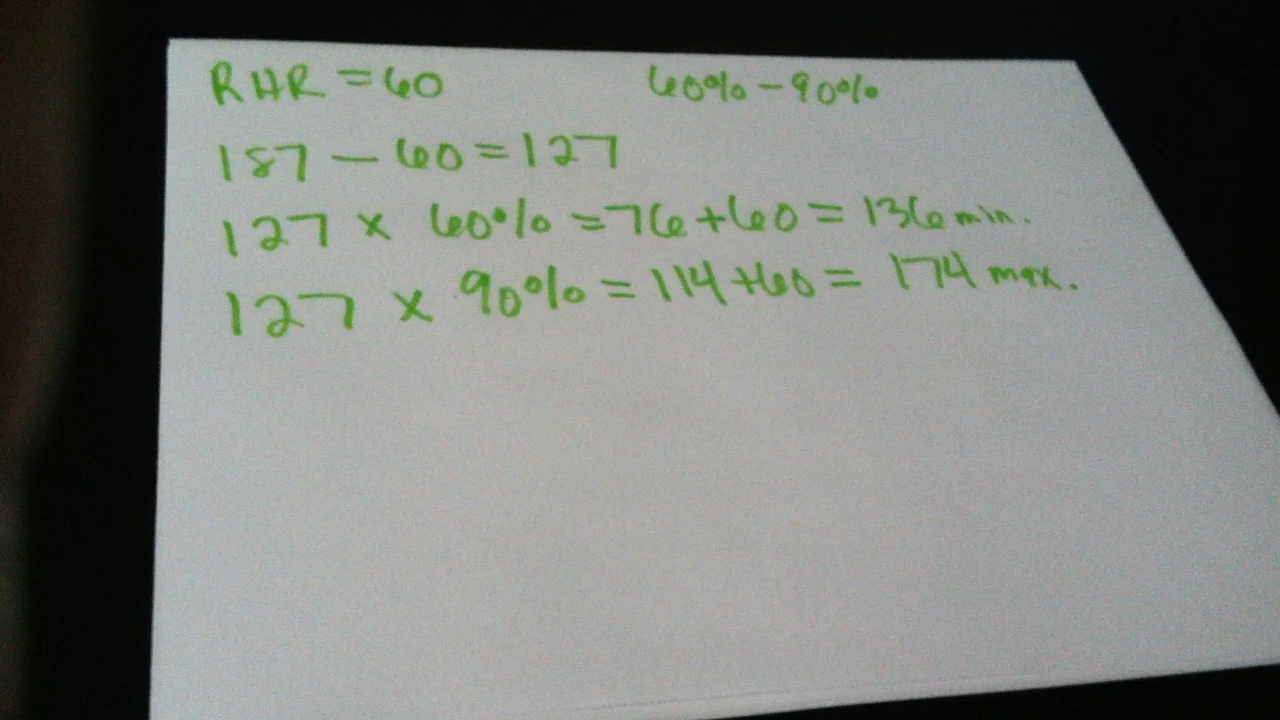 RHR = 60 60% - 90%
187 - 60 = 127
127 x 60% = 76 + 60 = 136 min.
127 x 90% = 114 + 60 = 174 max.